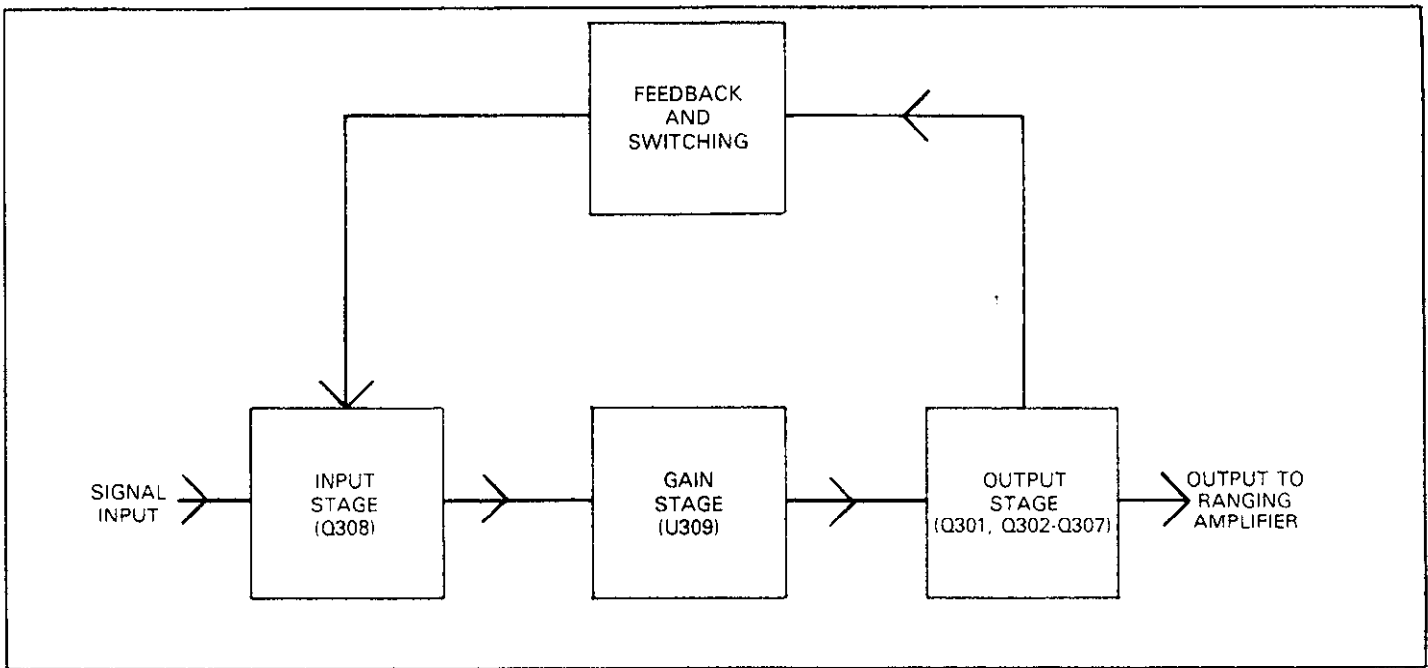 FEEDBACK
AND
SWITCHING
SIGNAL
INPUT
INPUT
STAGE
(Q308)
GAIN
STAGE
(U309)
OUTPUT
STAGE
(Q301, Q302-Q307)
OUTPUT TO
RANGING
AMPLIFIER